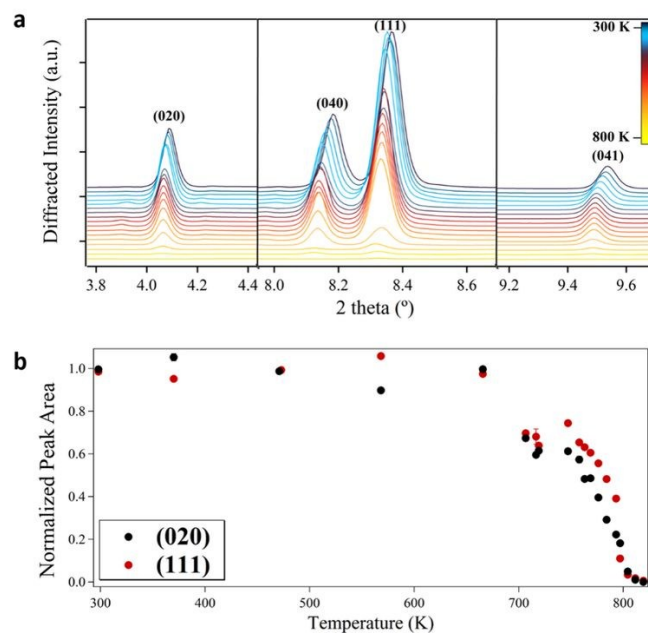 a
300 K
800 K
(020)
(040)
(111)
(041)
Diffracted Intensity (a.u.)
3.8 4.0 4.2 4.4 8.0 8.2 8.4 8.6 9.2 9.4 9.6
2 theta (º)
b
Normalized Peak Area
1.0
0.8
0.6
0.4
0.2
0.0
(020)
(111)
300 400 500 600 700 800
Temperature (K)